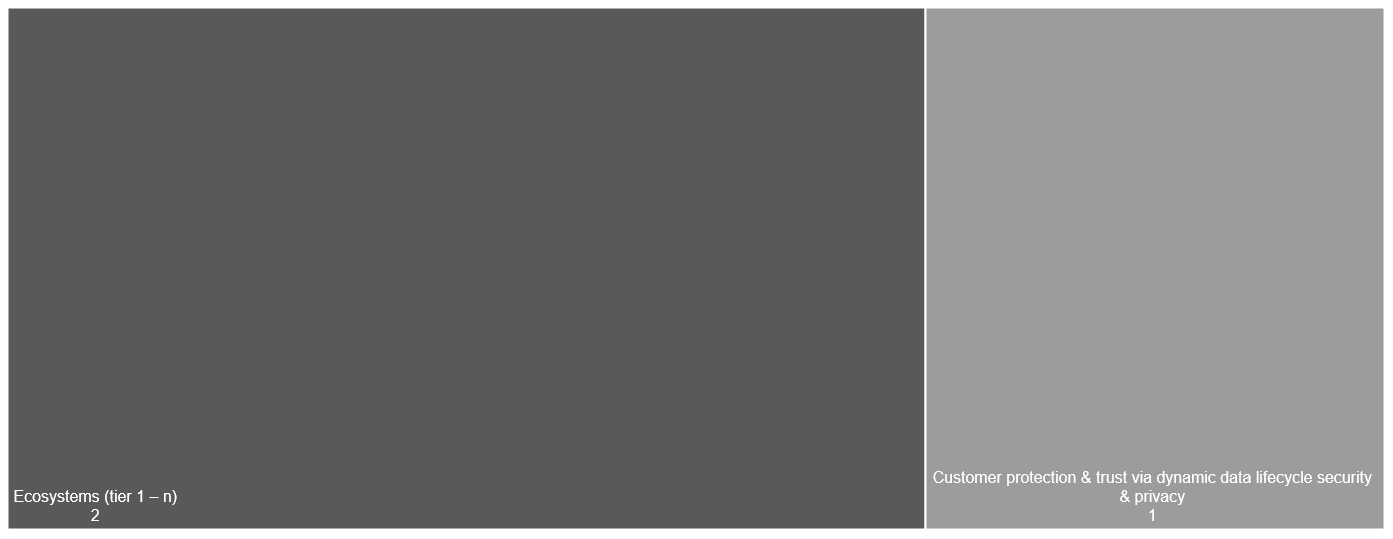 Ecosystems (tier 1 – n)
2
Customer protection & trust via dynamic data lifecycle security
& privacy
1